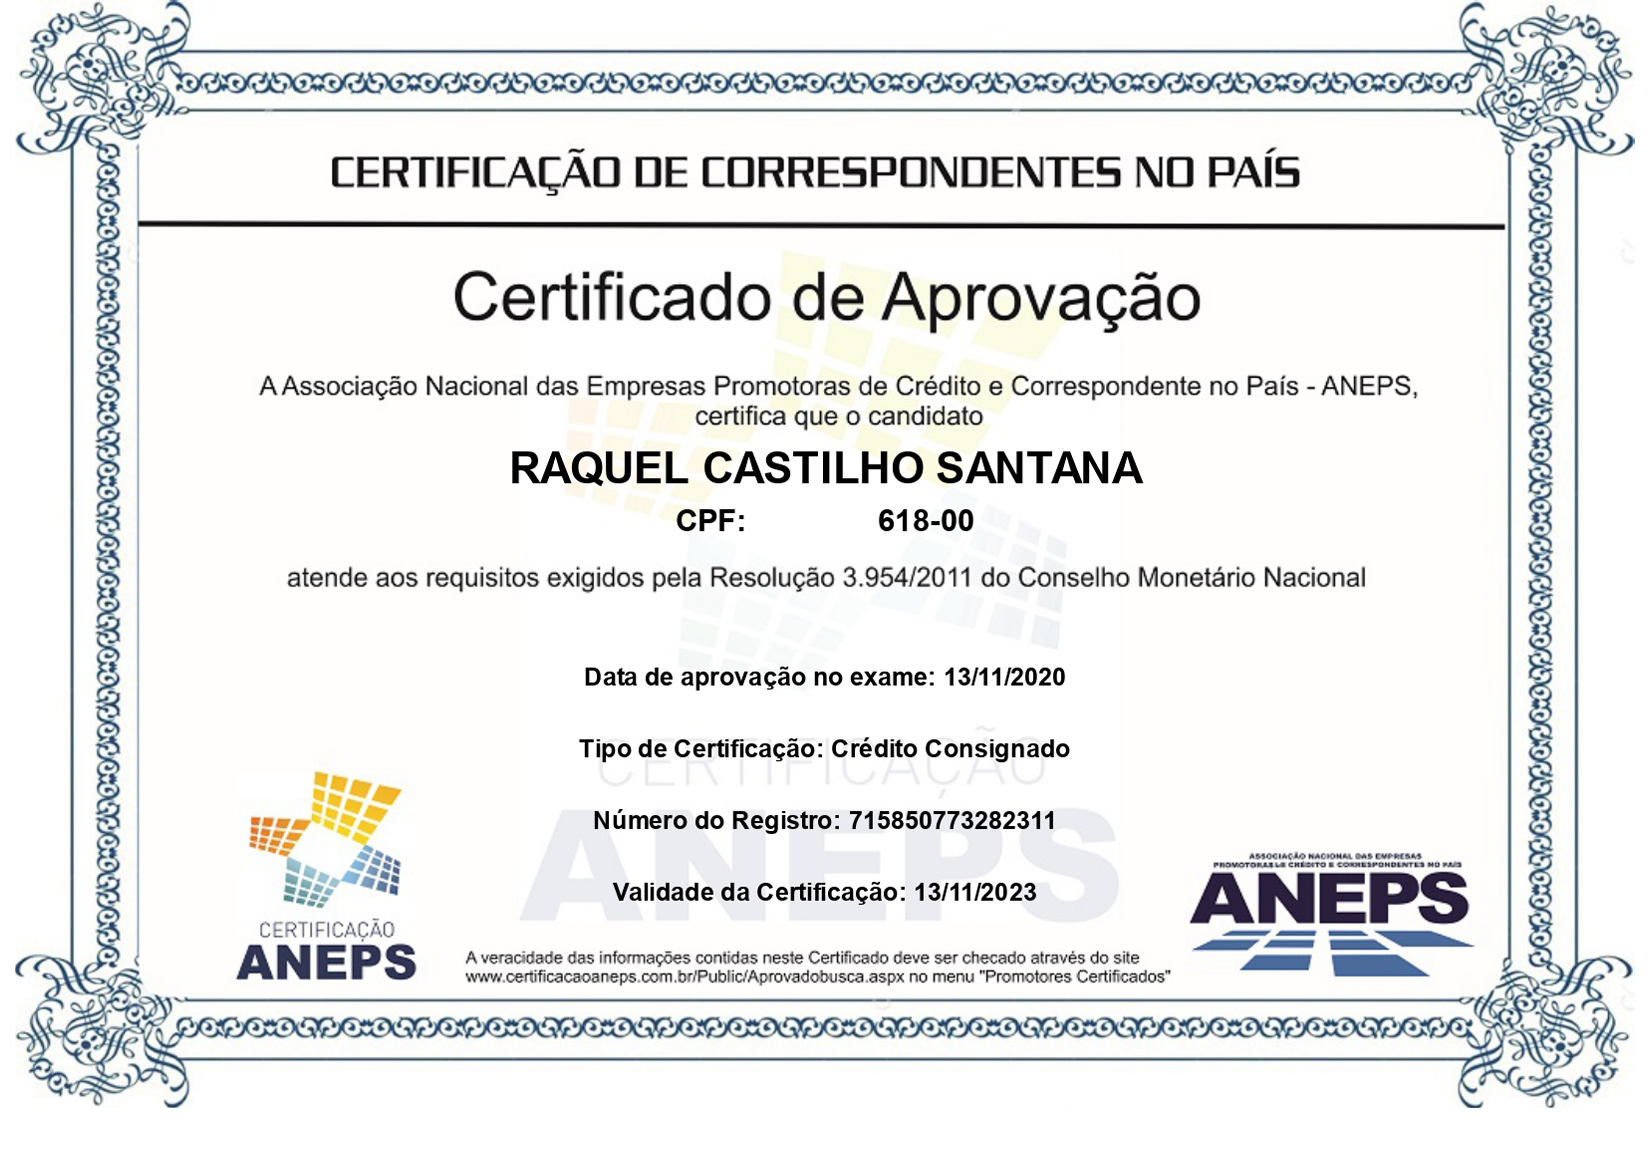 CERTIFICAÇÃO DE CORRESPONDENTES NO PAÍS
Certificado de Aprovação
A Associação Nacional das Empresas Promotoras de Crédito e Correspondente no País - ANEPS,
certifica que o candidato
RAQUEL CASTILHO SANTANA
CPF: 618-00
atende aos requisitos exigidos pela Resolução 3.954/2011 do Conselho Monetário Nacional
Data de aprovação no exame: 13/11/2020
Tipo de Certificação: Crédito Consignado
CERTIFICAÇÃO
Número do Registro: 715850773282311
ANEPS
Validade da Certificação: 13/11/2023
CERTIFICAÇÃO
ANEPS
ASSOCIAÇÃO NACIONAL DAS EMPRESAS
PROMOTORAS DE CRÉDITO E CORRESPONDENTES NO PAÍS
ANEPS
A veracidade das informações contidas neste Certificado deve ser checado através do site
www.certificacaoaneps.com.br/Public/Aprovadobusca.aspx no menu "Promotores Certificados"